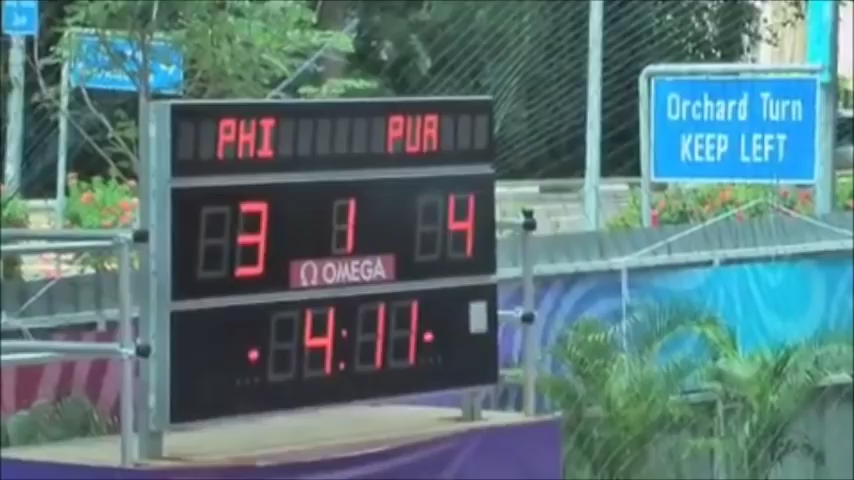 PHI PUR
3 1 4
Ω OMEGA
4:11
Orchard Turn
KEEP LEFT